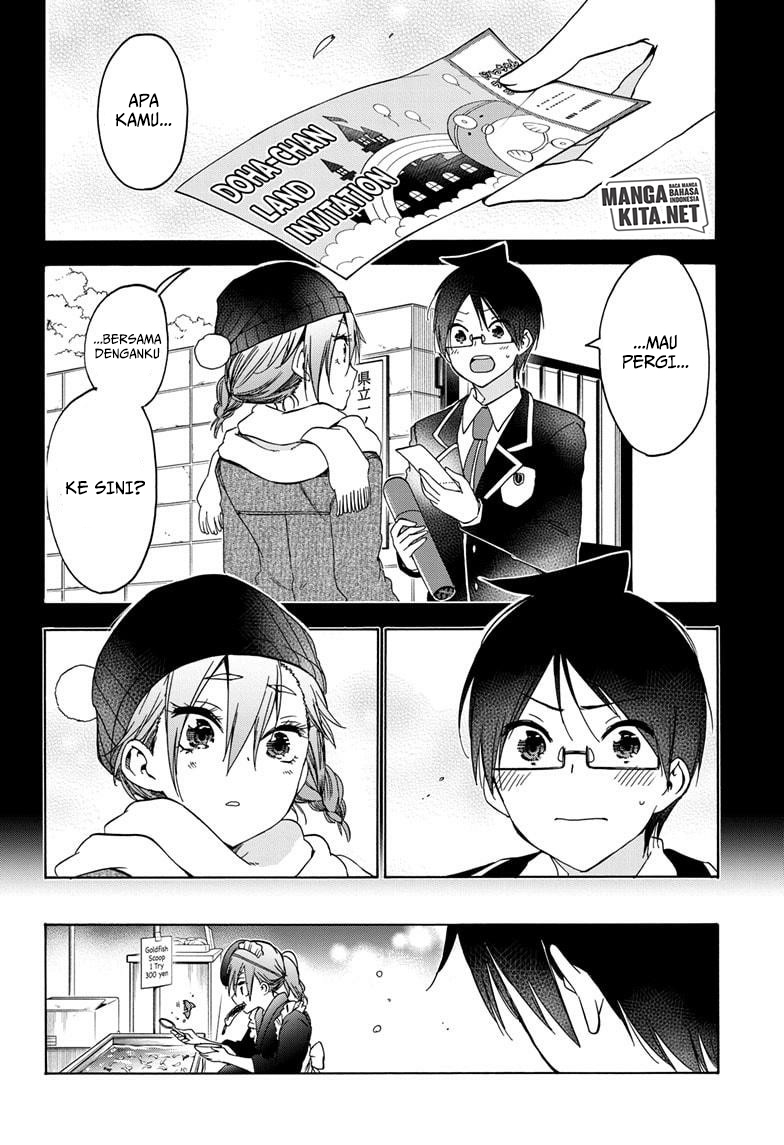 APA
KAMU...
DOHA-CHAN
LAND
INVITATION
MANGA
KITA.NET
BACA MANGA
BAHASA
INDONESIA
...MAU
PERGI...
...BERSAMA
DENGANKU
KE SINI?
県立一
Goldfish
Scoop
1 Try
300 yen